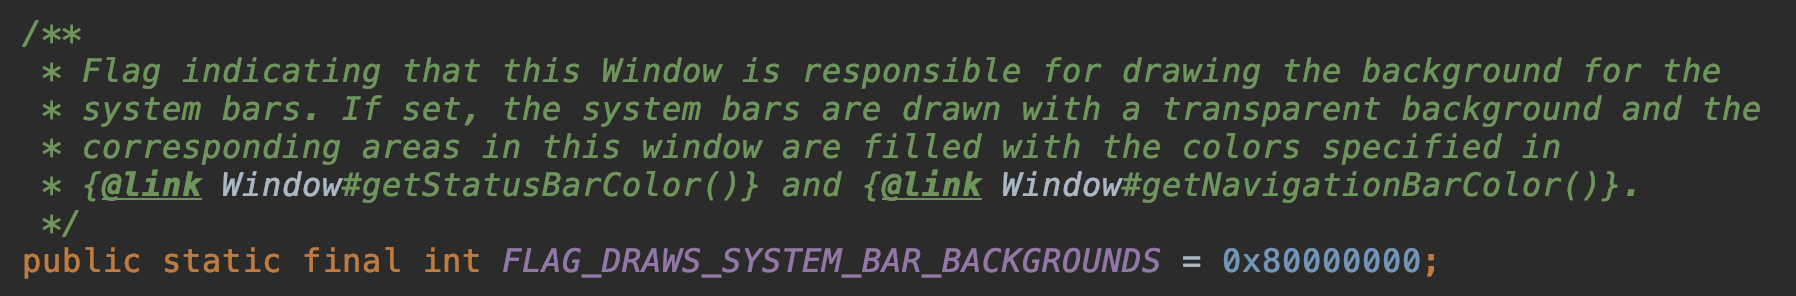 /**
 * Flag indicating that this Window is responsible for drawing the background for the
 * system bars. If set, the system bars are drawn with a transparent background and the
 * corresponding areas in this window are filled with the colors specified in
 * {@link Window#getStatusBarColor()} and {@link Window#getNavigationBarColor()}.
 */
public static final int FLAG_DRAWS_SYSTEM_BAR_BACKGROUNDS = 0x80000000;